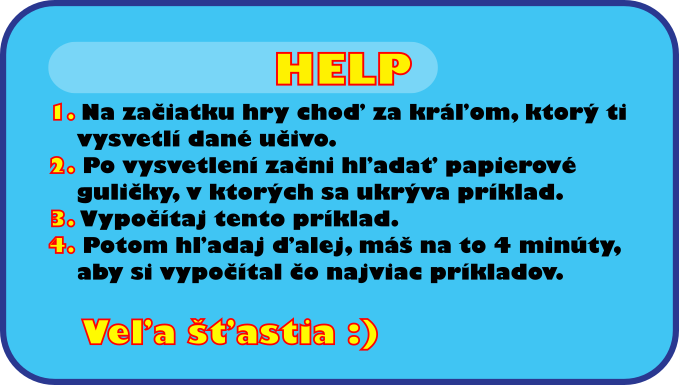 HELP
1. Na začiatku hry choď za kráľom, ktorý ti
vysvetlí dané učivo.
2. Po vysvetlení začni hľadať papierové
guličky, v ktorých sa ukrýva príklad.
3. Vypočítaj tento príklad.
4. Potom hľadaj ďalej, máš na to 4 minúty,
aby si vypočítal čo najviac príkladov.
Veľa šťastia :)